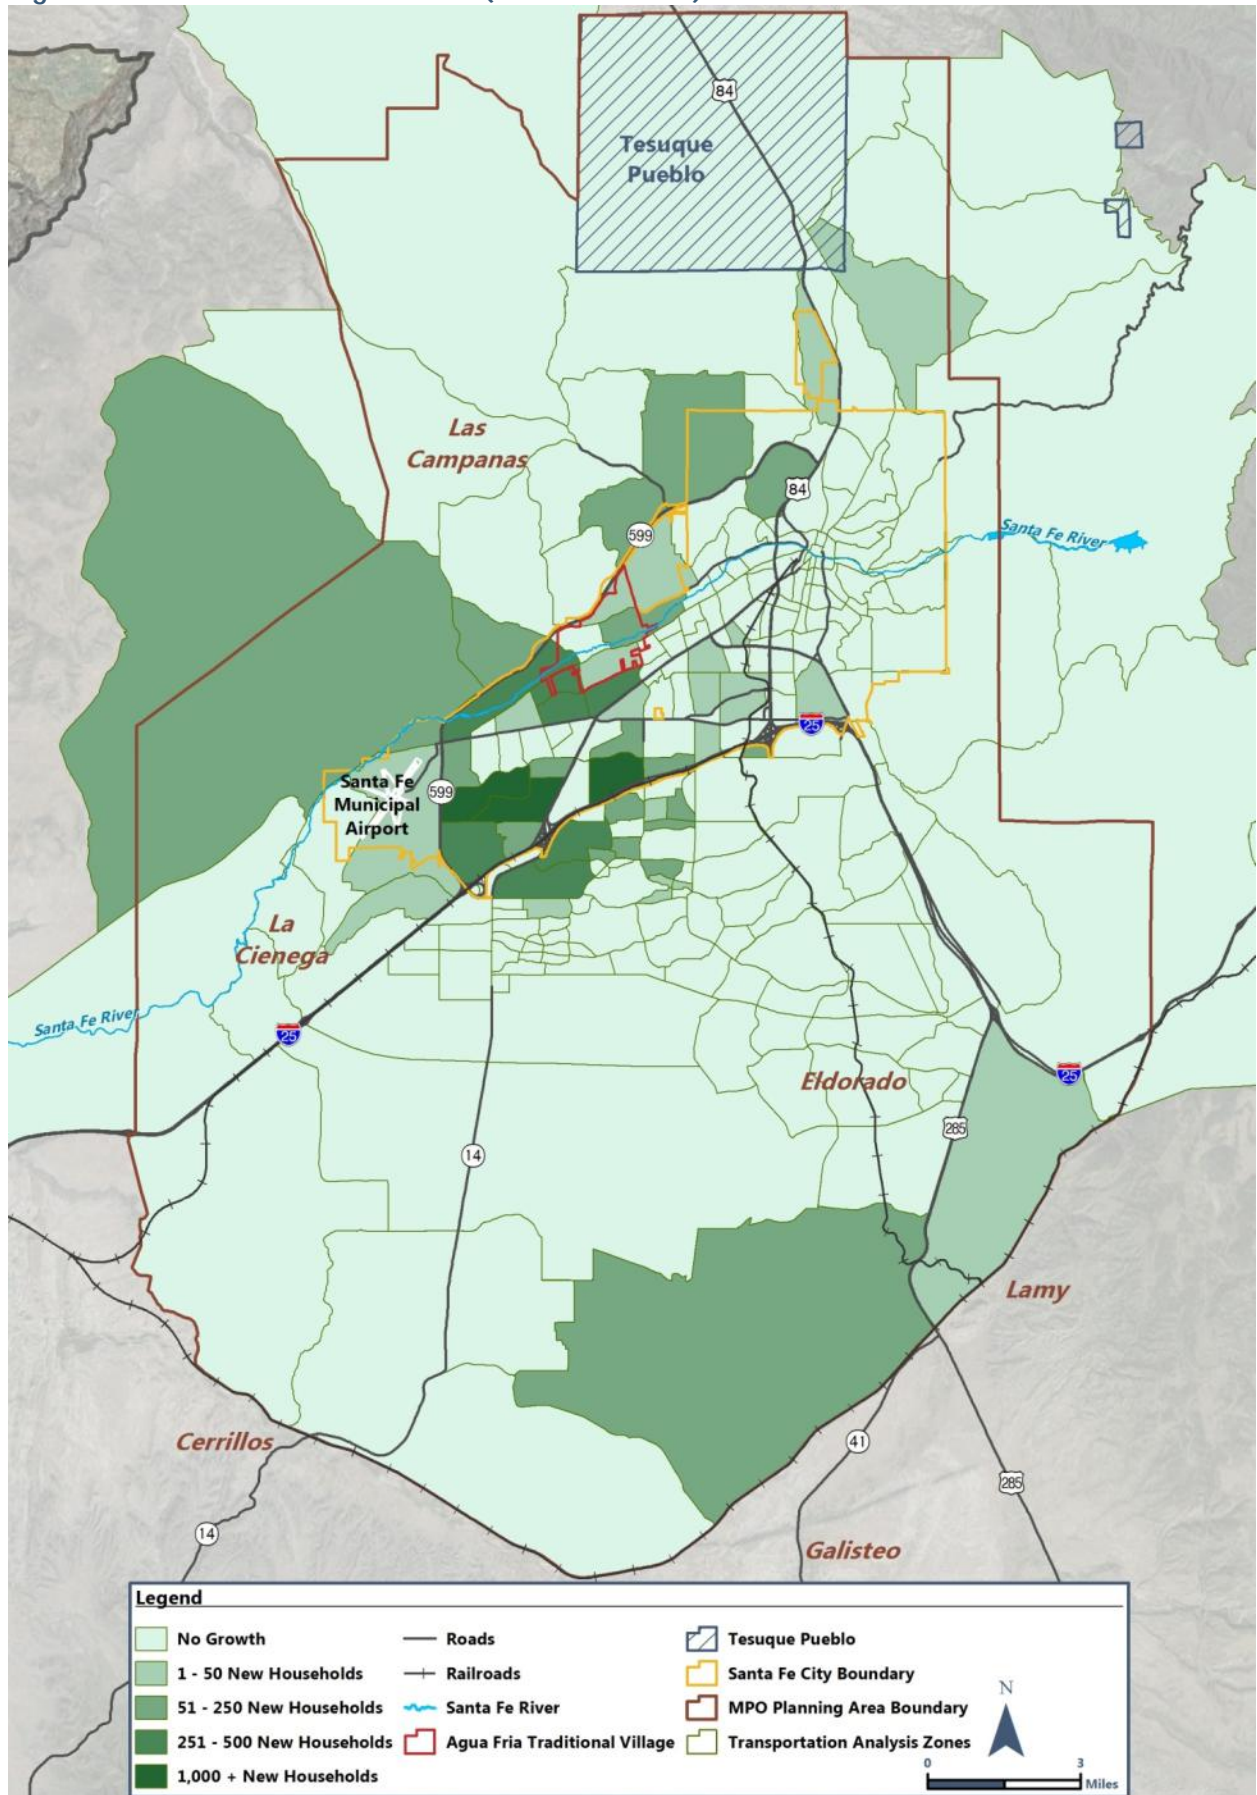 84
Tesuque
Pueblo
Las
Campanas
84
599
Santa Fe River
25
Santa Fe
Municipal
Airport
599
La
Cienega
Santa Fe River
25
Eldorado
25
285
14
Lamy
Cerrillos
41
285
14
Galisteo
Legend
No Growth
1 - 50 New Households
51 - 250 New Households
251 - 500 New Households
1,000 + New Households
Roads
Railroads
Santa Fe River
Agua Fria Traditional Village
Tesuque Pueblo
Santa Fe City Boundary
MPO Planning Area Boundary
Transportation Analysis Zones
N
0 3
Miles